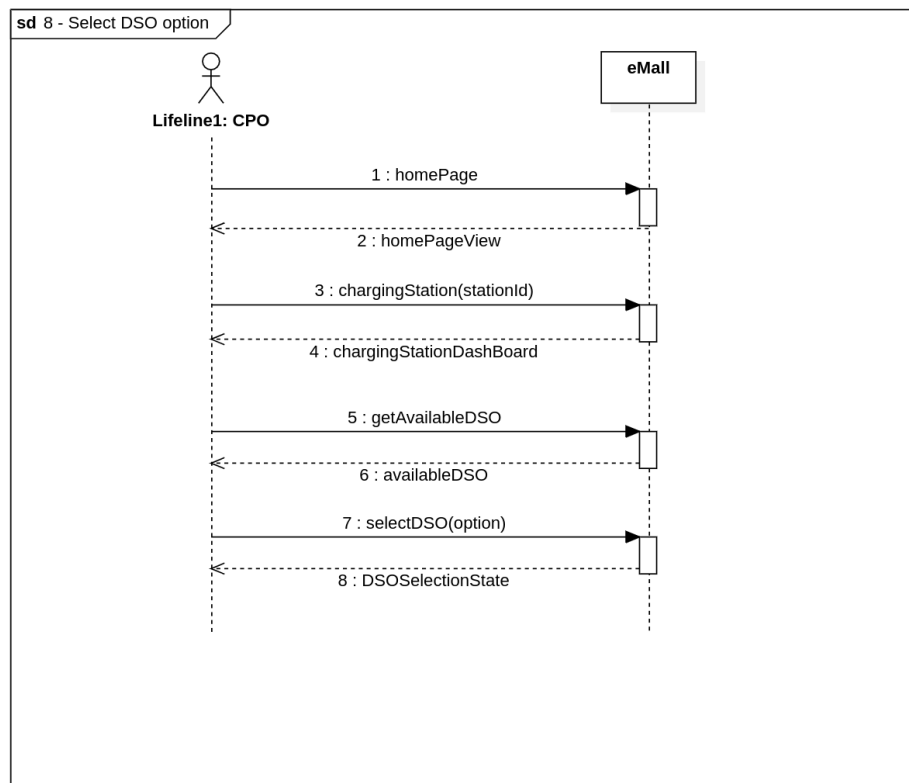 sd 8 - Select DSO option
eMall
Lifeline1: CPO
1 : homePage
2 : homePageView
3 : chargingStation(stationId)
4 : chargingStationDashBoard
5 : getAvailableDSO
6 : availableDSO
7 : selectDSO(option)
8 : DSOSelectionState